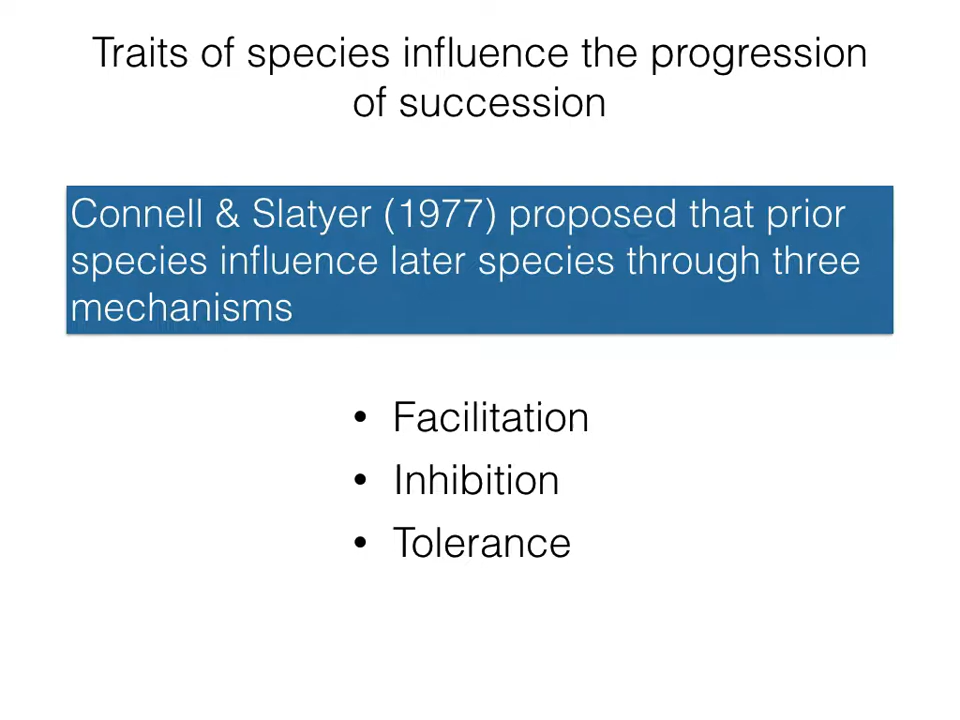 Traits of species influence the progression
of succession
Connell & Slatyer (1977) proposed that prior
species influence later species through three
mechanisms
• Facilitation
• Inhibition
• Tolerance